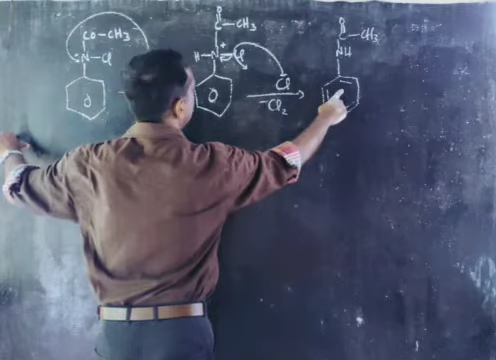 CO-CH₃
N-Cl
O
C-CH₃
H-N-Cl
+
O
Cl
-Cl₂
C-CH₃
NH